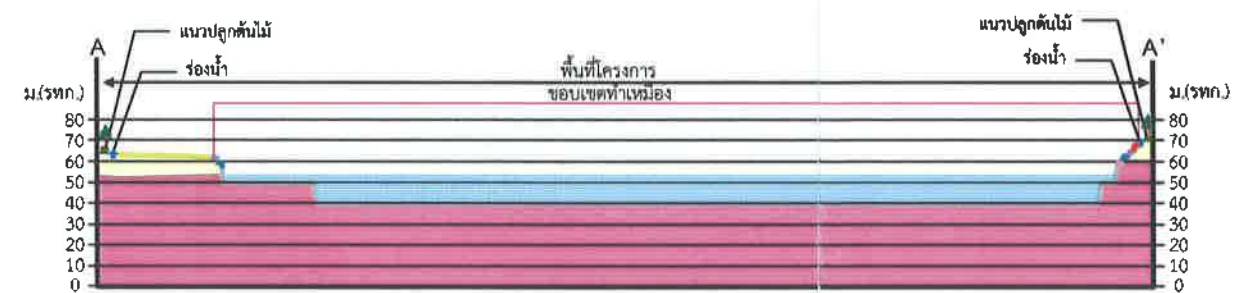 แนวปลูกต้นไม้
แนวปลูกต้นไม้
A
A'
ร่องน้ำ
ร่องน้ำ
พื้นที่โครงการ
ม.(รทก.)
ขอบเขตทำเหมือง
ม.(รทก.)
80
80
70
70
60
60
50
50
40
40
30
30
20
20
10
10
0
0